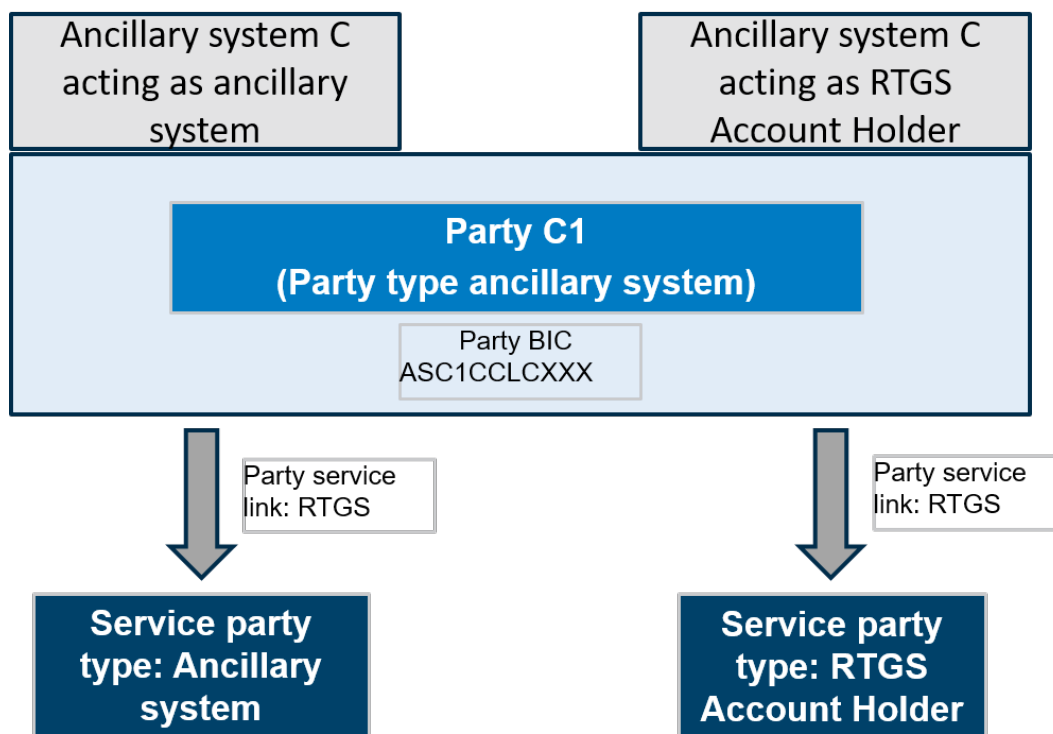 Ancillary system C
acting as ancillary
system
Ancillary system C
acting as RTGS
Account Holder
Party C1
(Party type ancillary system)
Party BIC
ASC1CCLCXXX
Party service
link: RTGS
Party service
link: RTGS
Service party
type: Ancillary
system
Service party
type: RTGS
Account Holder